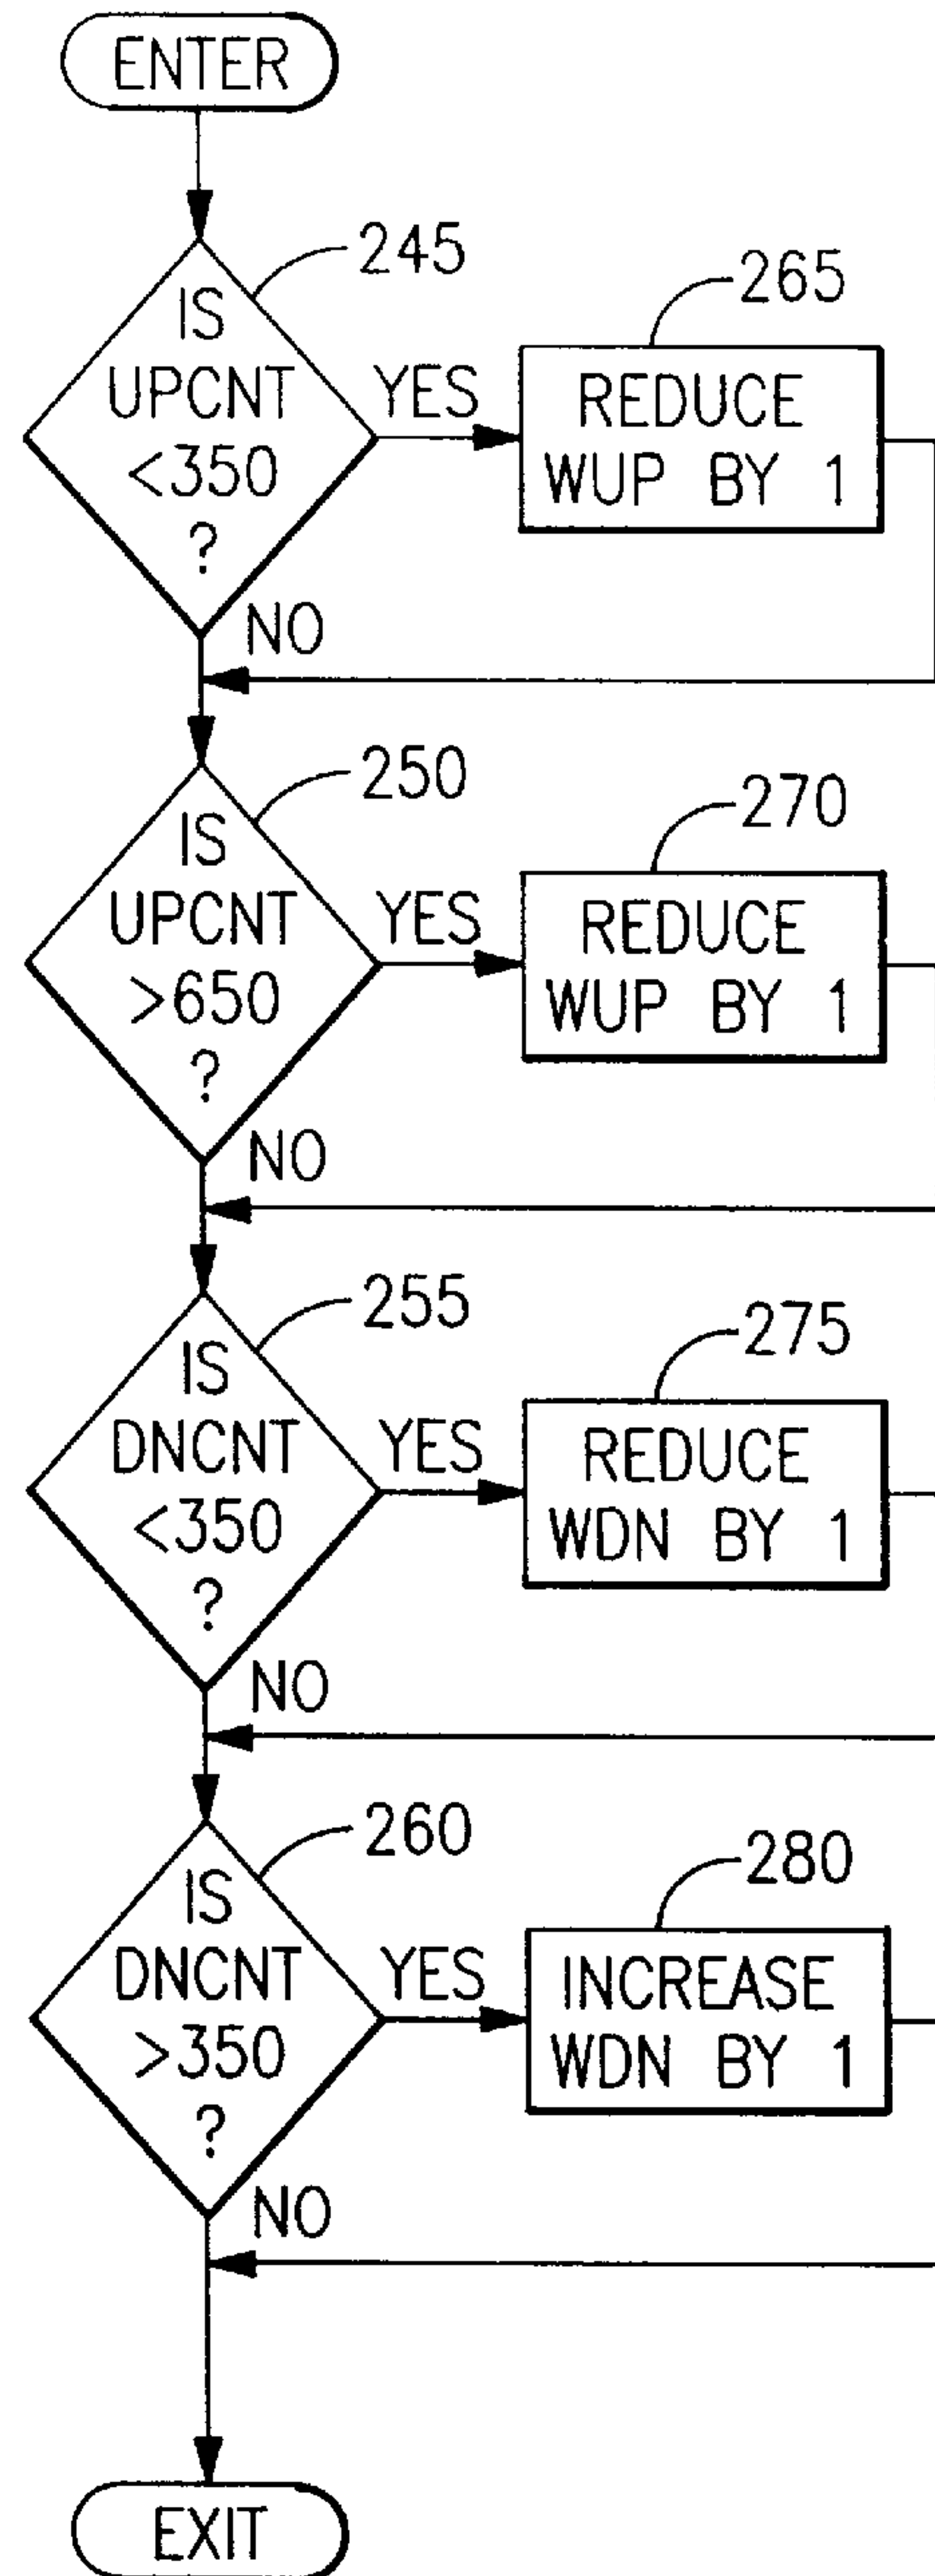 ENTER
245
IS
UPCNT
<350
?
YES
265
REDUCE
WUP BY 1
NO
250
IS
UPCNT
>650
?
YES
270
REDUCE
WUP BY 1
NO
255
IS
DNCNT
<350
?
YES
275
REDUCE
WDN BY 1
NO
260
IS
DNCNT
>350
?
YES
280
INCREASE
WDN BY 1
NO
EXIT